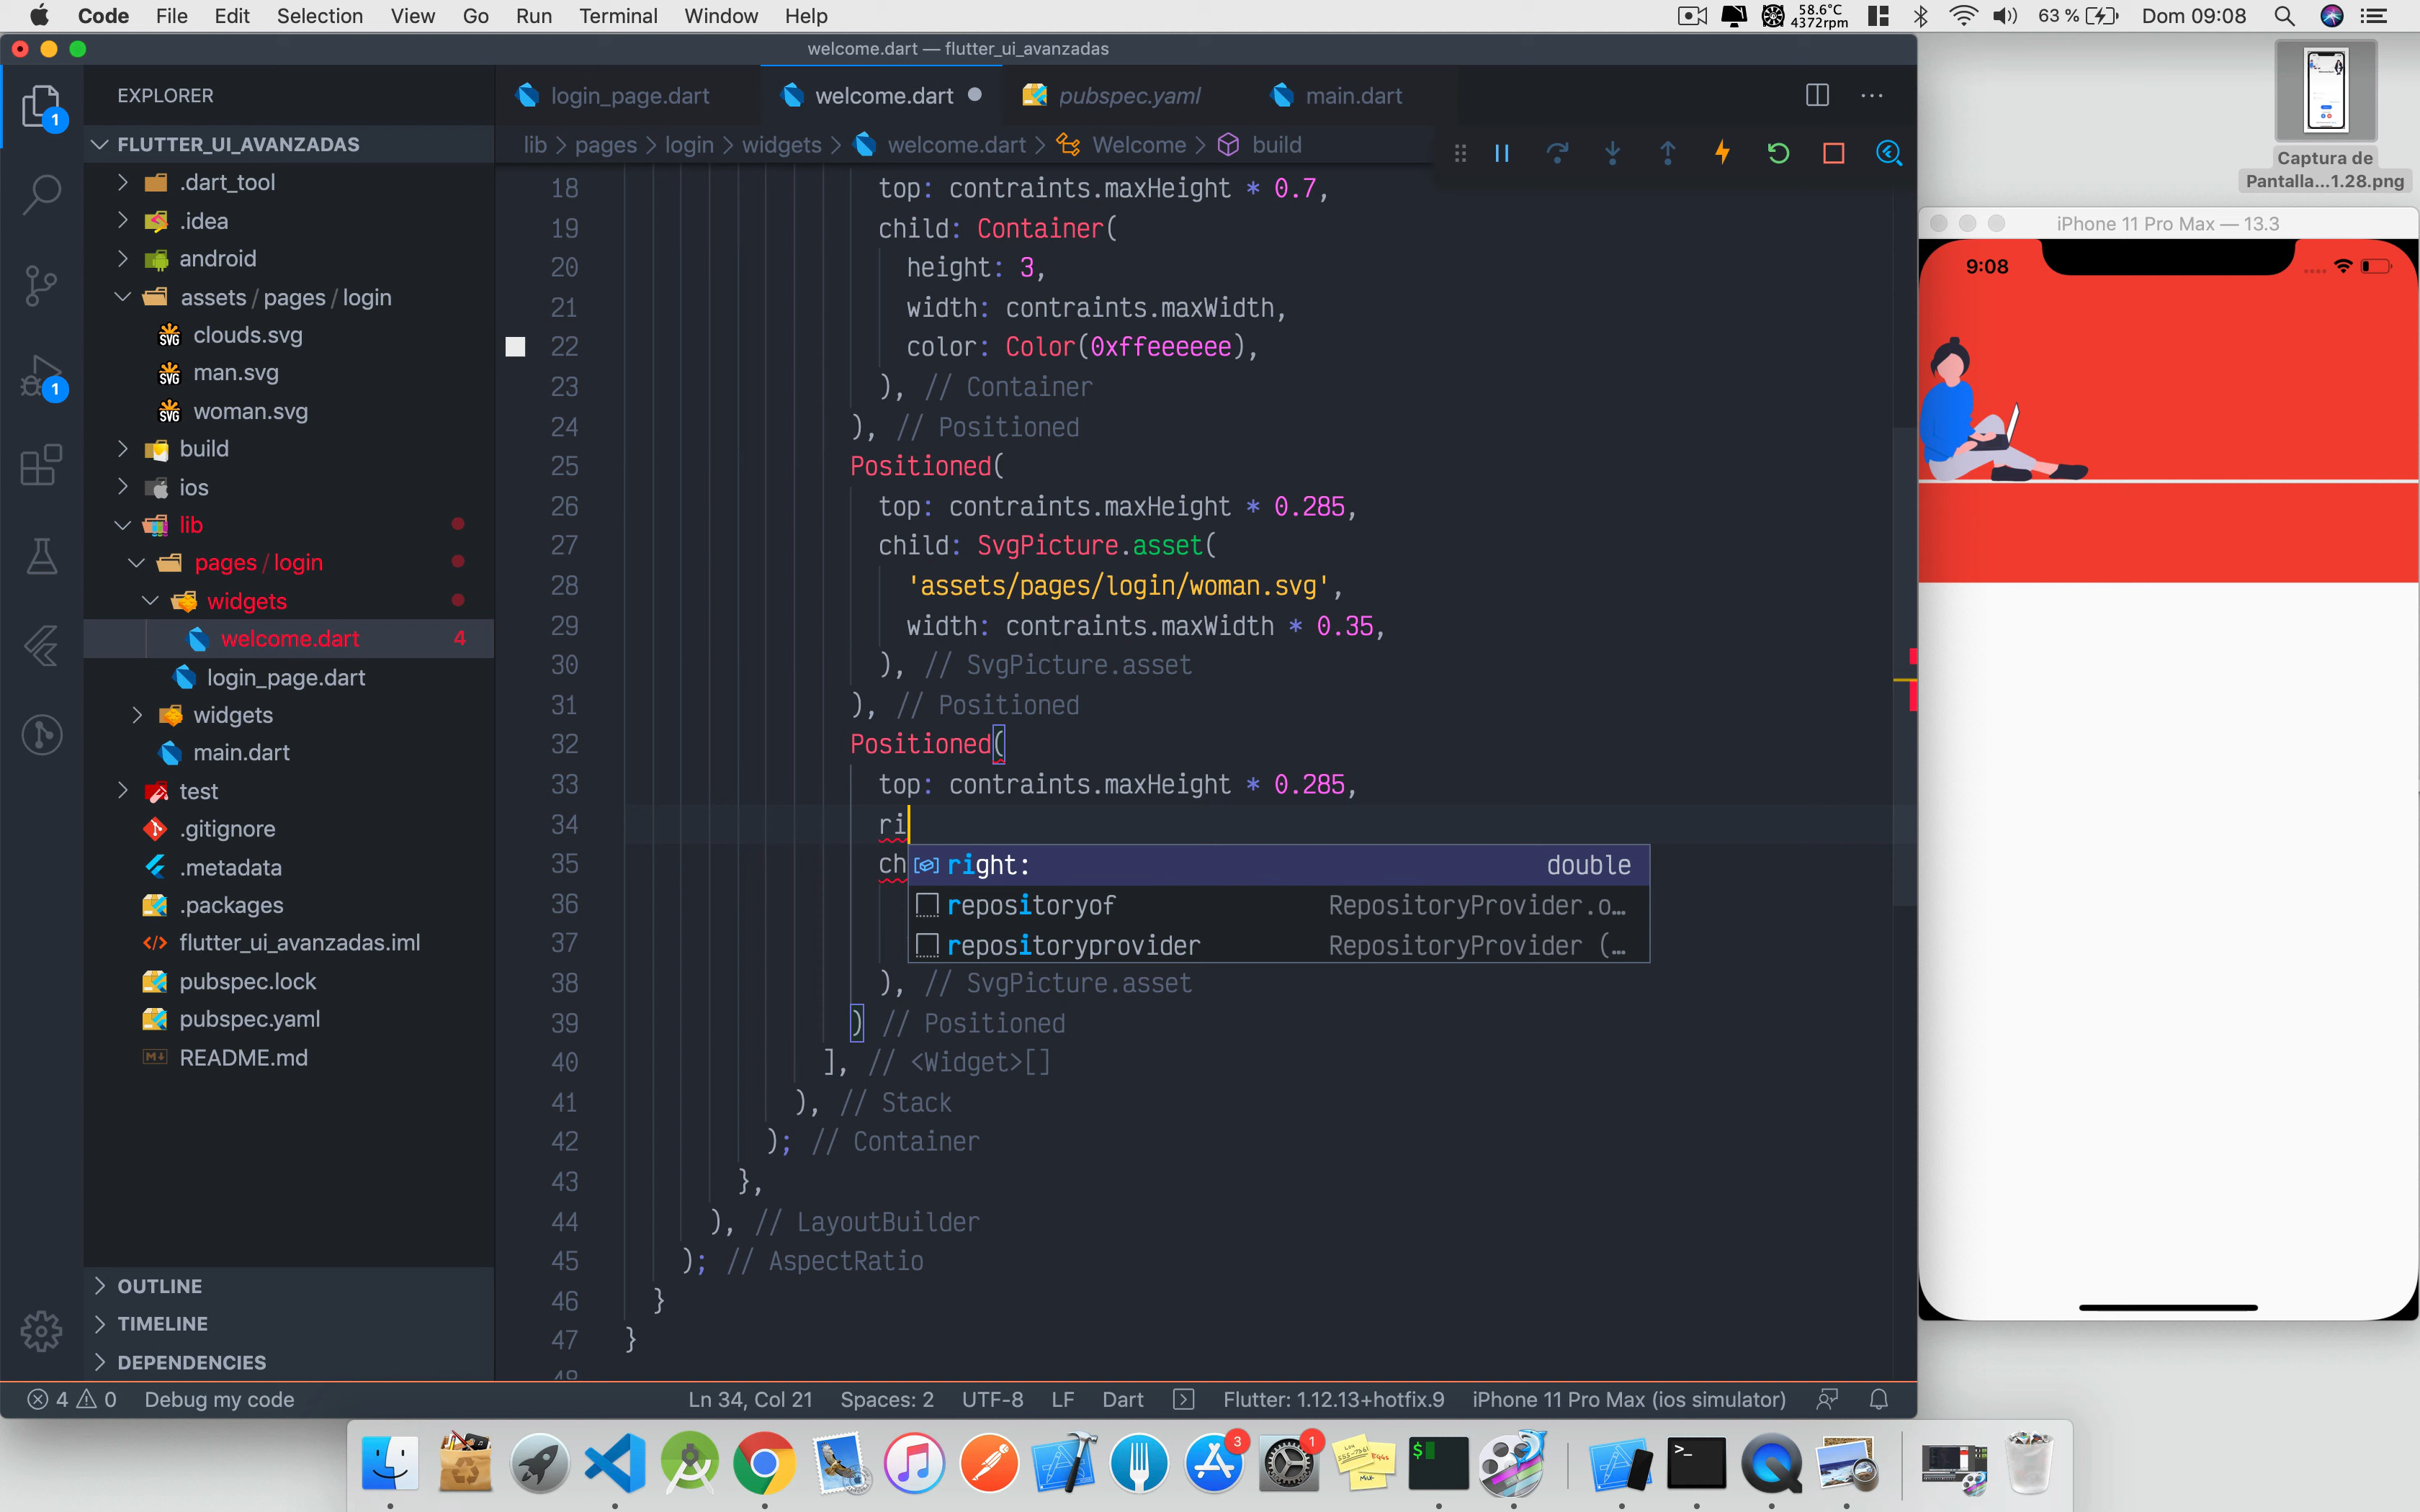 Code File Edit Selection View Go Run Terminal Window Help
58.6°C
4372rpm
63 %
Dom 09:08
welcome.dart — flutter_ui_avanzadas
Captura de
Pantalla...1.28.png
EXPLORER
login_page.dart
welcome.dart
pubspec.yaml
main.dart
1
lib > pages > login > widgets > welcome.dart > Welcome > build
FLUTTER_UI_AVANZADAS
.dart_tool
.idea
android
assets / pages / login
SVG clouds.svg
SVG man.svg
SVG woman.svg
build
ios
lib
pages / login
widgets
welcome.dart 4
login_page.dart
widgets
main.dart
test
.gitignore
.metadata
.packages
flutter_ui_avanzadas.iml
pubspec.lock
pubspec.yaml
README.md
1
OUTLINE
TIMELINE
DEPENDENCIES
18 top: contraints.maxHeight * 0.7,
19 child: Container(
20 height: 3,
21 width: contraints.maxWidth,
22 color: Color(0xffeeeeee),
23 ), // Container
24 ), // Positioned
25 Positioned(
26 top: contraints.maxHeight * 0.285,
27 child: SvgPicture.asset(
28 'assets/pages/login/woman.svg',
29 width: contraints.maxWidth * 0.35,
30 ), // SvgPicture.asset
31 ), // Positioned
32 Positioned(
33 top: contraints.maxHeight * 0.285,
34 ri
35 ch
right: double
36
repositoryof RepositoryProvider.o…
37
repositoryprovider RepositoryProvider (…
38 ), // SvgPicture.asset
39 ) // Positioned
40 ], // <Widget>[]
41 ), // Stack
42 ); // Container
43 },
44 ), // LayoutBuilder
45 ); // AspectRatio
46 }
47 }
iPhone 11 Pro Max — 13.3
9:08
4 0 Debug my code
Ln 34, Col 21 Spaces: 2 UTF-8 LF Dart Flutter: 1.12.13+hotfix.9 iPhone 11 Pro Max (ios simulator)
3
1
$
>_